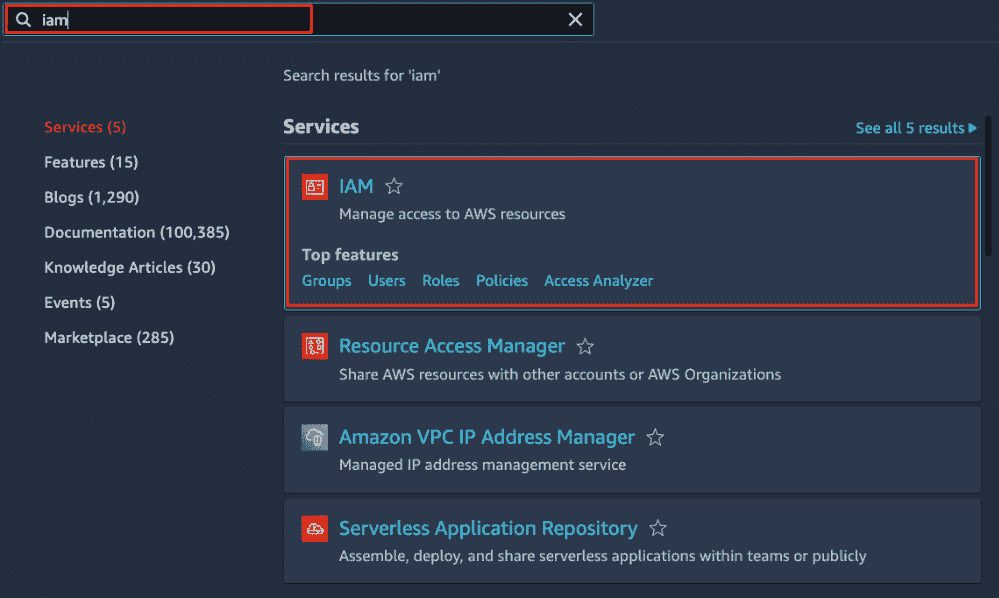 iam
Search results for 'iam'
Services (5)
Features (15)
Blogs (1,290)
Documentation (100,385)
Knowledge Articles (30)
Events (5)
Marketplace (285)
Services
See all 5 results
IAM
Manage access to AWS resources
Top features
Groups Users Roles Policies Access Analyzer
Resource Access Manager
Share AWS resources with other accounts or AWS Organizations
Amazon VPC IP Address Manager
Managed IP address management service
Serverless Application Repository
Assemble, deploy, and share serverless applications within teams or publicly